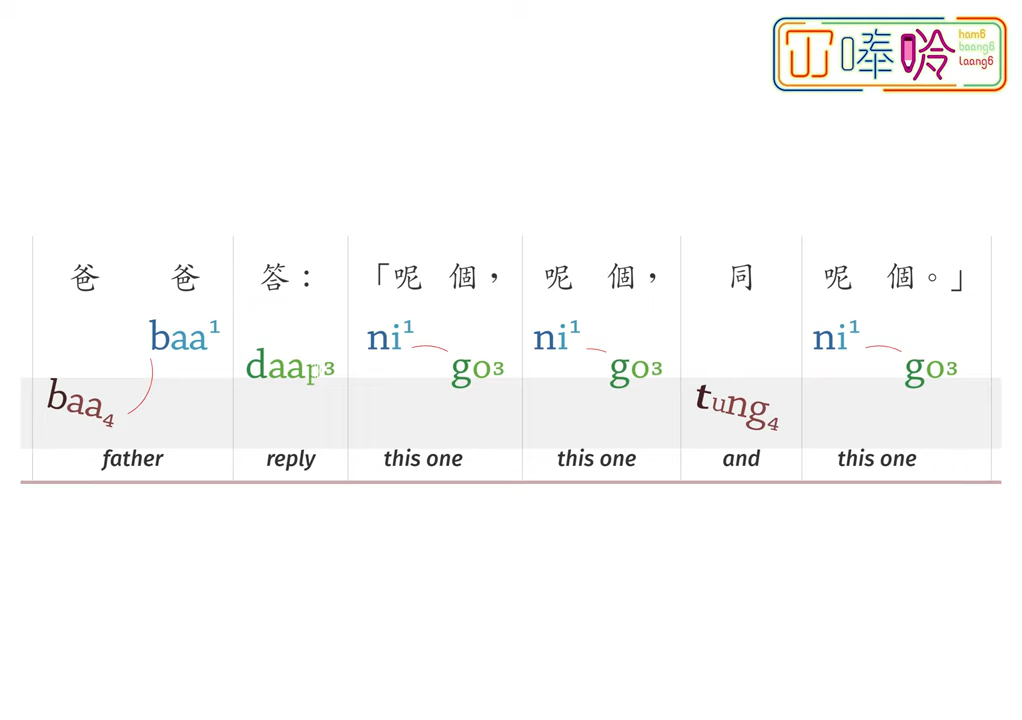 冚唪唥
ham6
baang6
laang6
爸爸 答：「呢個，呢個，同 呢個。」
baa₄ baa¹ daap³ ni¹ go³ ni¹ go³ tung₄ ni¹ go³
father reply this one this one and this one